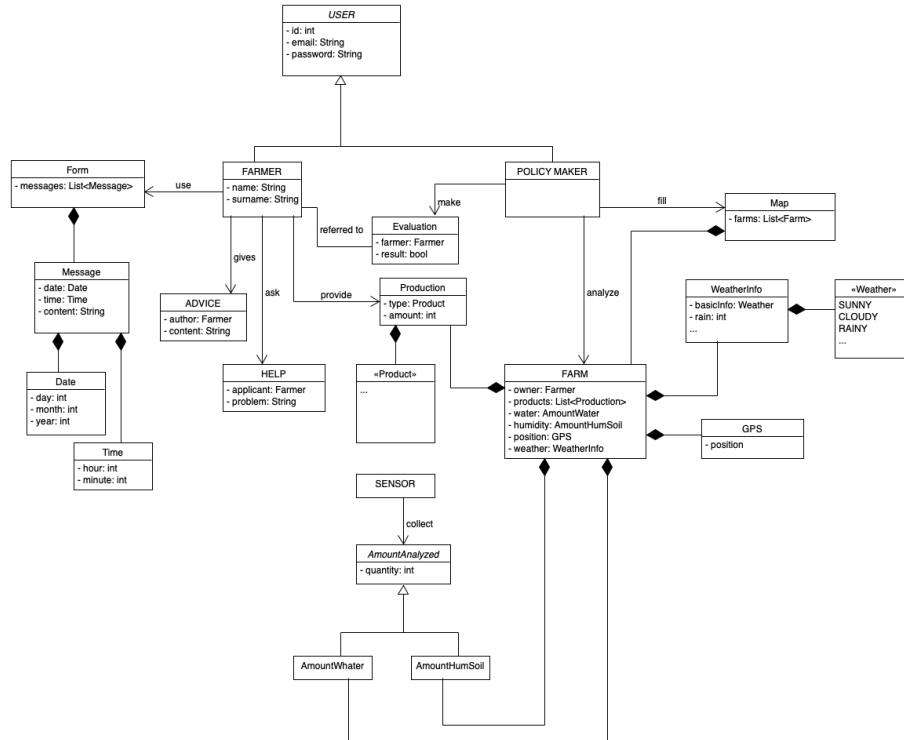 USER
- id: int
- email: String
- password: String
Form
- messages: List<Message>
use
FARMER
- name: String
- surname: String
POLICY MAKER
make
fill
Map
- farms: List<Farm>
referred to
Evaluation
- farmer: Farmer
- result: bool
Message
- date: Date
- time: Time
- content: String
gives
ask
provide
analyze
ADVICE
- author: Farmer
- content: String
Production
- type: Product
- amount: int
WeatherInfo
- basicInfo: Weather
- rain: int
...
«Weather»
SUNNY
CLOUDY
RAINY
...
Date
- day: int
- month: int
- year: int
HELP
- applicant: Farmer
- problem: String
«Product»
...
FARM
- owner: Farmer
- products: List<Production>
- water: AmountWater
- humidity: AmountHumSoil
- position: GPS
- weather: WeatherInfo
GPS
- position
Time
- hour: int
- minute: int
SENSOR
collect
AmountAnalyzed
- quantity: int
AmountWhater
AmountHumSoil